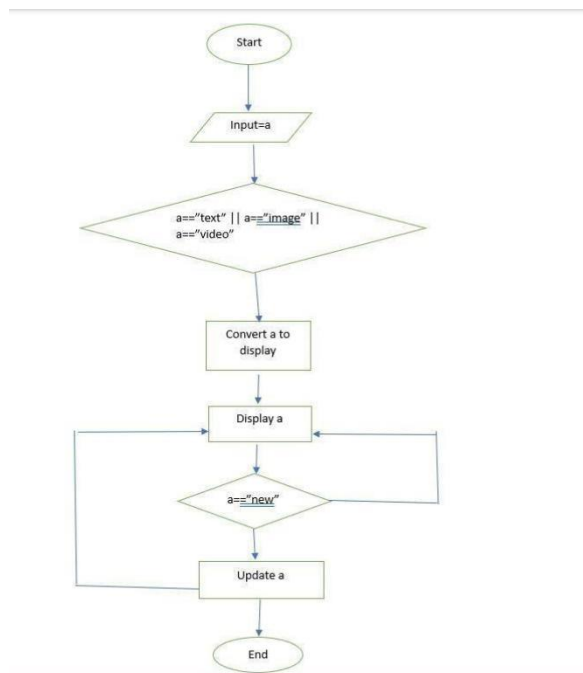 Start
Input=a
a==”text” || a==”image” ||
a==”video”
Convert a to
display
Display a
a==”new”
Update a
End